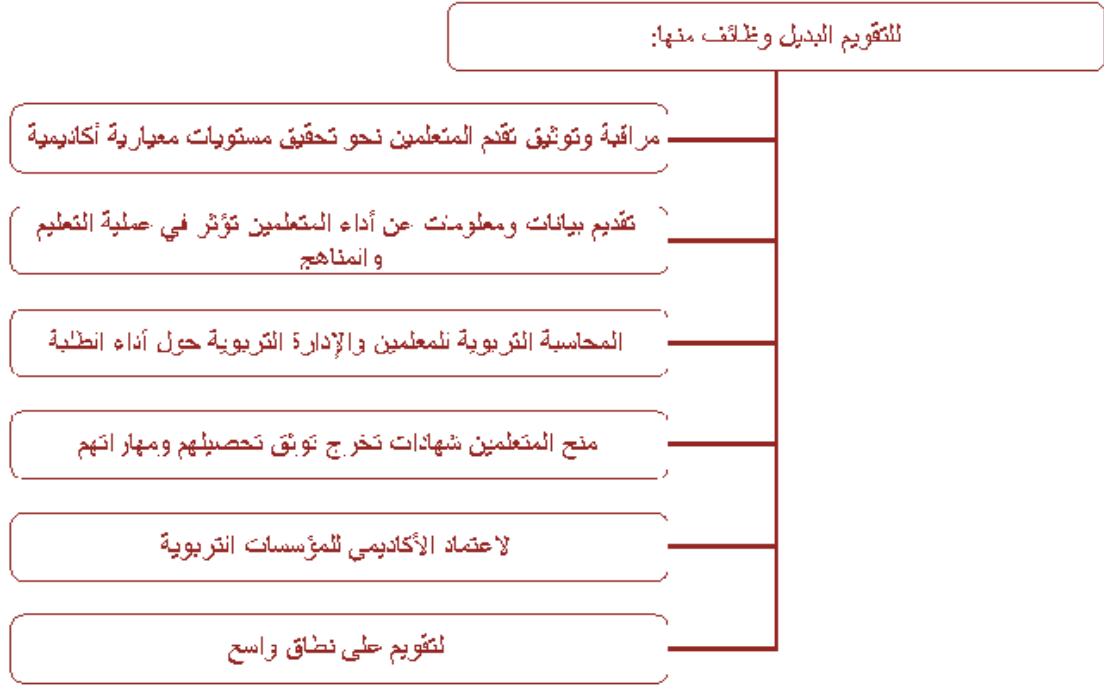 للتقويم البديل وظائف منها:
مراقبة وتوثيق تقدم المتعلمين نحو تحقيق مستويات معيارية أكاديمية
تقديم بيانات ومعلومات عن أداء المتعلمين تؤثر في عملية التعليم
والمناهج
المحاسبة التربوية للمعلمين والإدارة التربوية حول أداء الطلبة
منح المتعلمين شهادات تخرج توثق تحصيلهم ومهاراتهم
لاعتماد الأكاديمي للمؤسسات التربوية
لتقويم على نطاق واسع